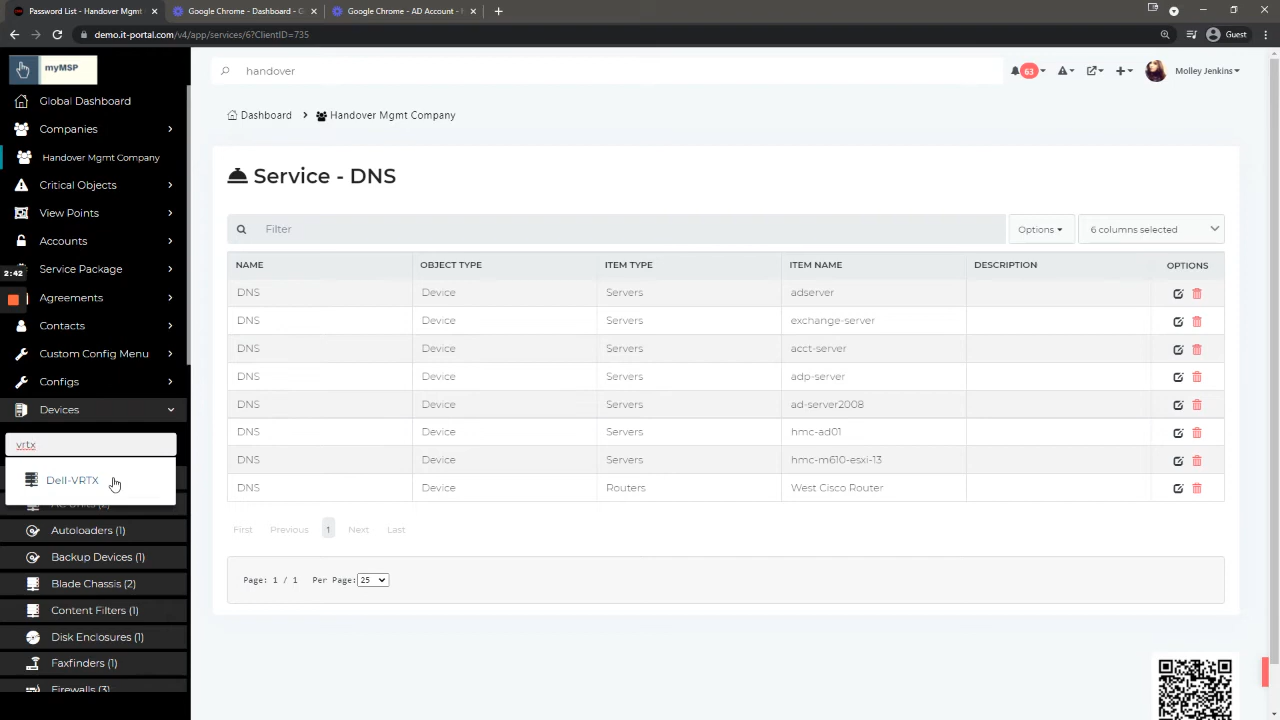 Password List - Handover Mgmt
Google Chrome - Dashboard - G
Google Chrome - AD Account -
demo.it-portal.com/v4/app/services/6?ClientID=735
Guest
myMSP
handover
63
Molley Jenkins
Global Dashboard
Companies
Handover Mgmt Company
Critical Objects
View Points
Accounts
2:42
Service Package
Agreements
Contacts
Custom Config Menu
Configs
Devices
vrtx
Dell-VRTX
Autoloaders (1)
Backup Devices (1)
Blade Chassis (2)
Content Filters (1)
Disk Enclosures (1)
Faxfinders (1)
Firewalls (3)
Dashboard > Handover Mgmt Company
Service - DNS
Filter
Options
6 columns selected
NAME OBJECT TYPE ITEM TYPE ITEM NAME DESCRIPTION OPTIONS
DNS Device Servers adserver
DNS Device Servers exchange-server
DNS Device Servers acct-server
DNS Device Servers adp-server
DNS Device Servers ad-server2008
DNS Device Servers hmc-ad01
DNS Device Servers hmc-m610-esxi-13
DNS Device Routers West Cisco Router
First Previous 1 Next Last
Page: 1 / 1 Per Page: 25